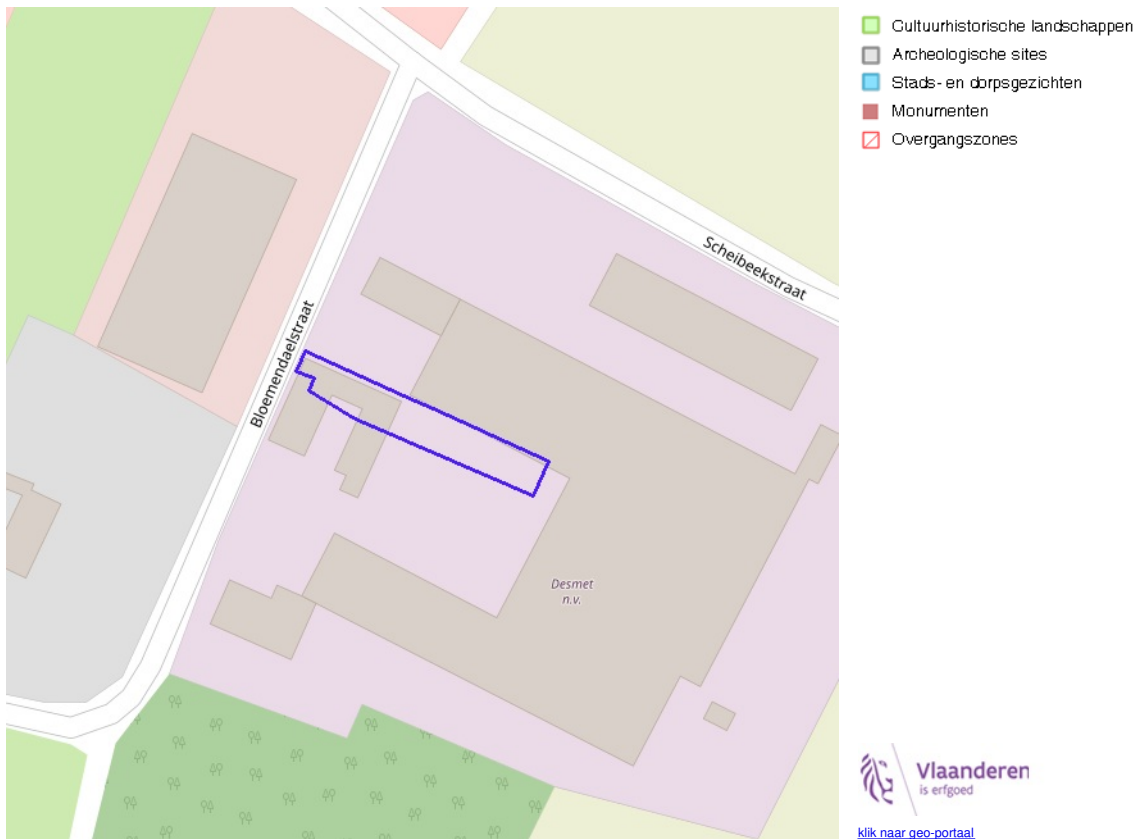 Cultuurhistorische landschappen
Archeologische sites
Stads- en dorpsgezichten
Monumenten
Overgangszones
Scheibeekstraat
Bloemendaelstraat
Desmet
n.v.
Vlaanderen
is erfgoed
klik naar geo-portaal